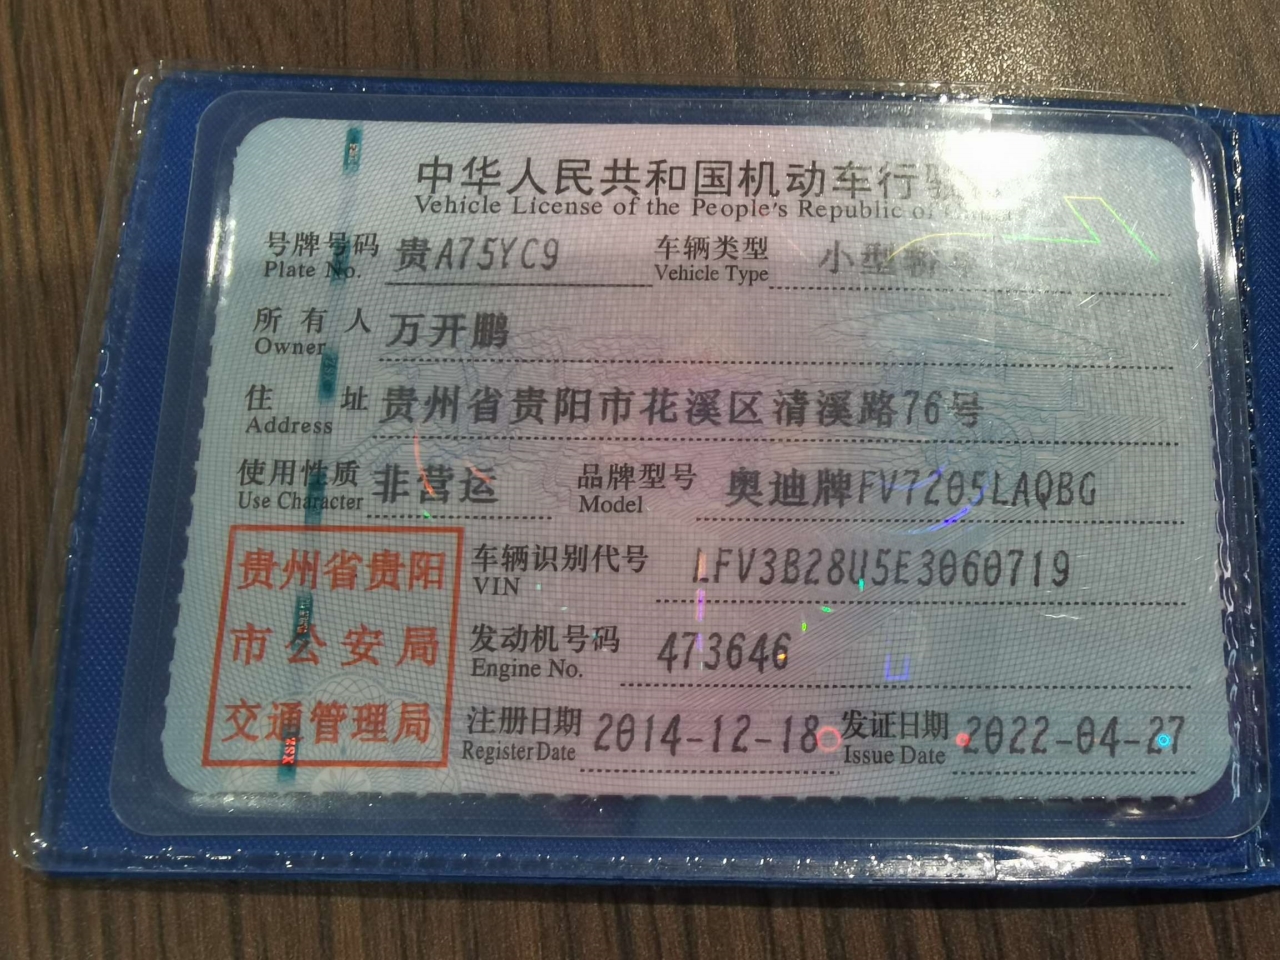 中华人民共和国机动车行
Vehicle License of the People's Republic of China
号牌号码 贵A75YC9 车辆类型 小型
Plate No. Vehicle Type
所有人 万开鹏
Owner
住址 贵州省贵阳市花溪区清溪路76号
Address
使用性质 非营运 品牌型号 奥迪牌FV7205LAQBG
Use Character Model
贵州省贵阳
市公安局
交通管理局
车辆识别代号 LFV3B28U5E3060719
VIN
发动机号码 473646
Engine No.
注册日期 2014-12-18 发证日期 2022-04-27
Register Date Issue Date